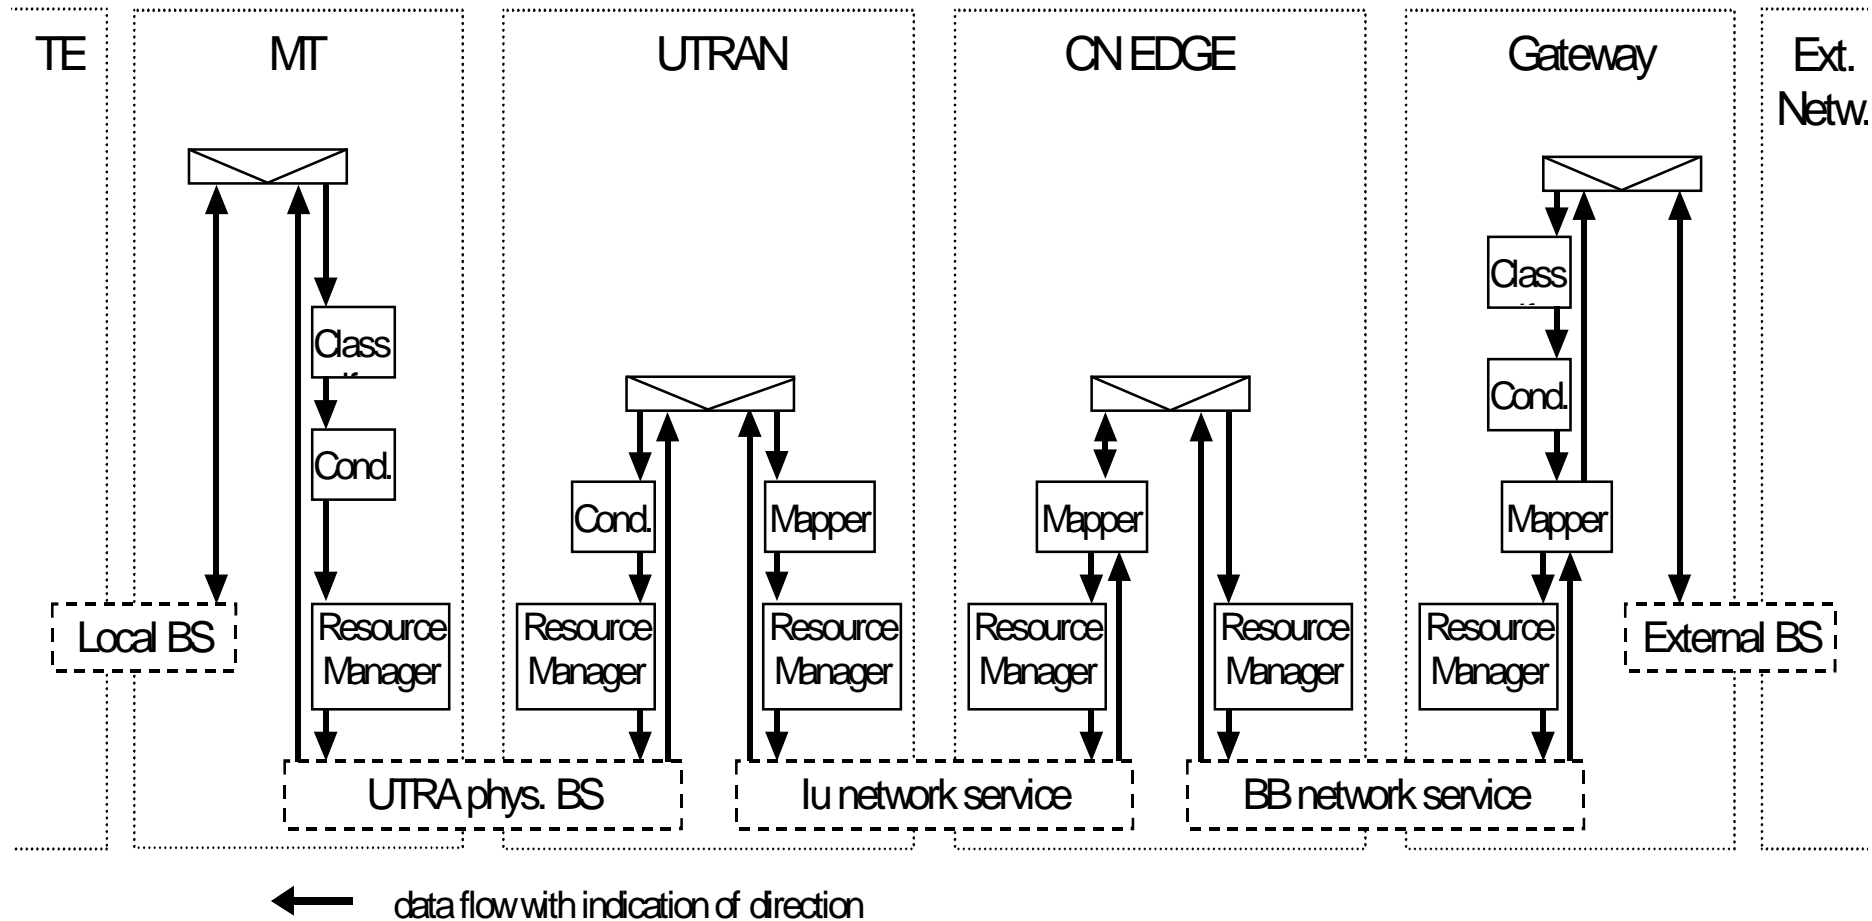 TE
MT
UTRAN
CN EDGE
Gateway
Ext.
Netw.
Class
Cond.
Resource
Manager
Local BS
Cond.
Mapper
Resource
Manager
Resource
Manager
Mapper
Resource
Manager
Resource
Manager
Class
Cond.
Mapper
Resource
Manager
External BS
UTRA phys. BS
Iu network service
BB network service
data flow with indication of direction